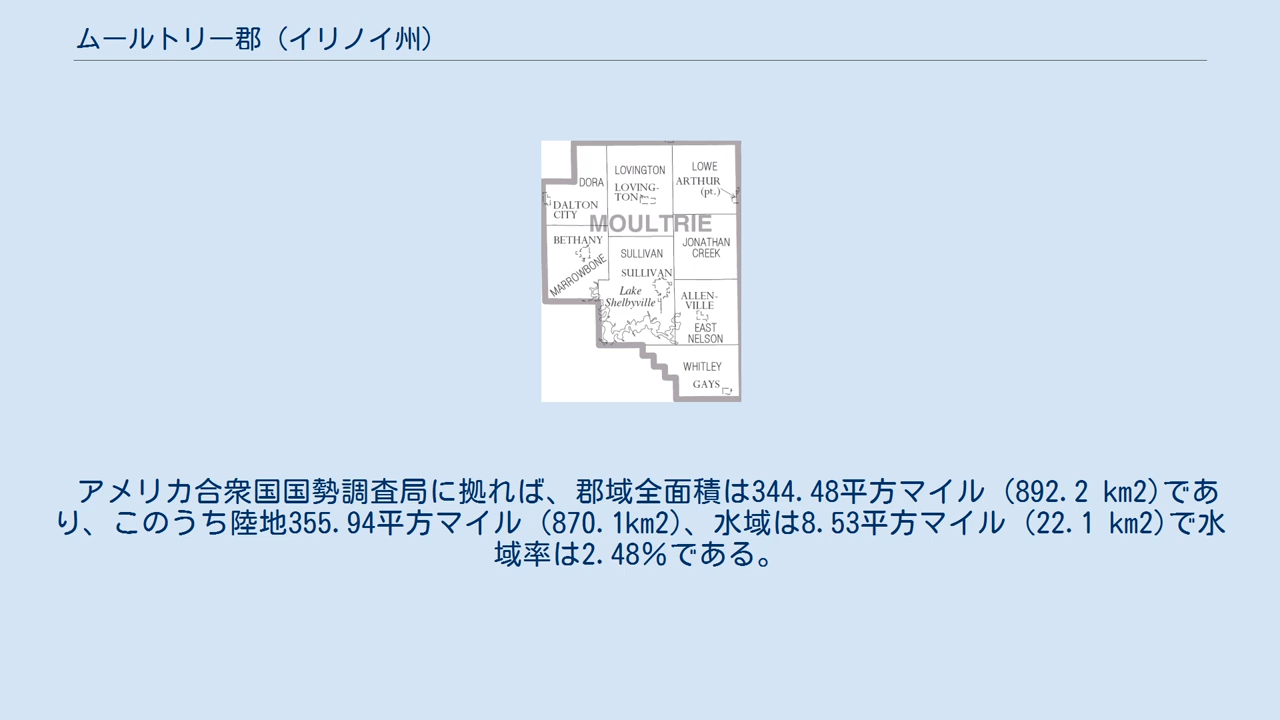 ムールトリー郡（イリノイ州）
DORA
LOVINGTON
LOWE
LOVING-
TON
ARTHUR
(pt.)
DALTON
CITY
MOULTRIE
BETHANY
SULLIVAN
JONATHAN
CREEK
MARROWBONE
SULLIVAN
Lake
Shelbyville
ALLEN-
VILLE
EAST
NELSON
WHITLEY
GAYS
アメリカ合衆国国勢調査局に拠れば、郡域全面積は344.48平方マイル (892.2 km2)であ
り、このうち陸地355.94平方マイル (870.1km2)、水域は8.53平方マイル (22.1 km2)で水
域率は2.48%である。